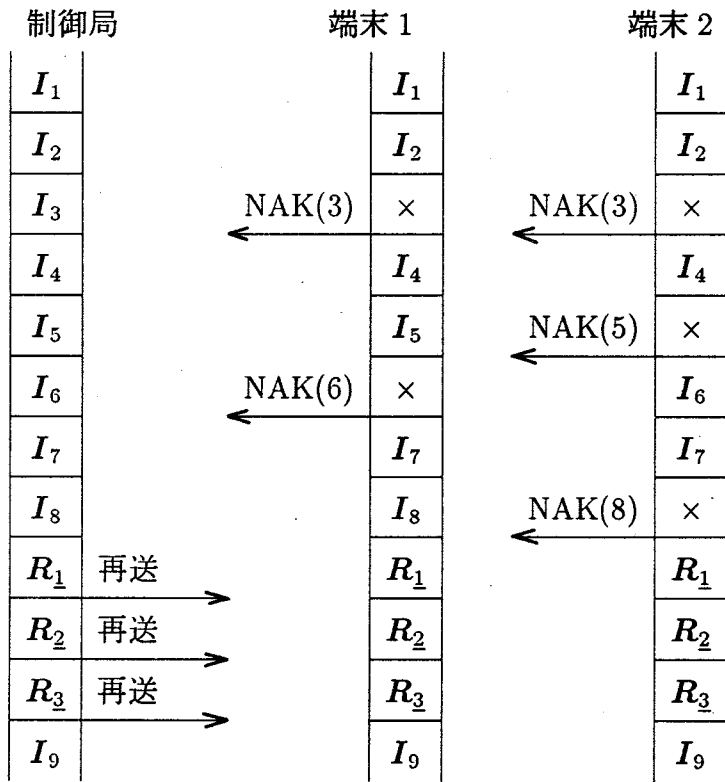 制御局 端末 1 端末 2
I₁ I₁ I₁
I₂ I₂ I₂
I₃ NAK(3) × NAK(3) ×
I₄ I₄ I₄
I₅ I₅ NAK(5) ×
I₆ NAK(6) × I₆
I₇ I₇ I₇
I₈ I₈ NAK(8) ×
R₁ 再送 R₁ R₁
R₂ 再送 R₂ R₂
R₃ 再送 R₃ R₃
I₉ I₉ I₉